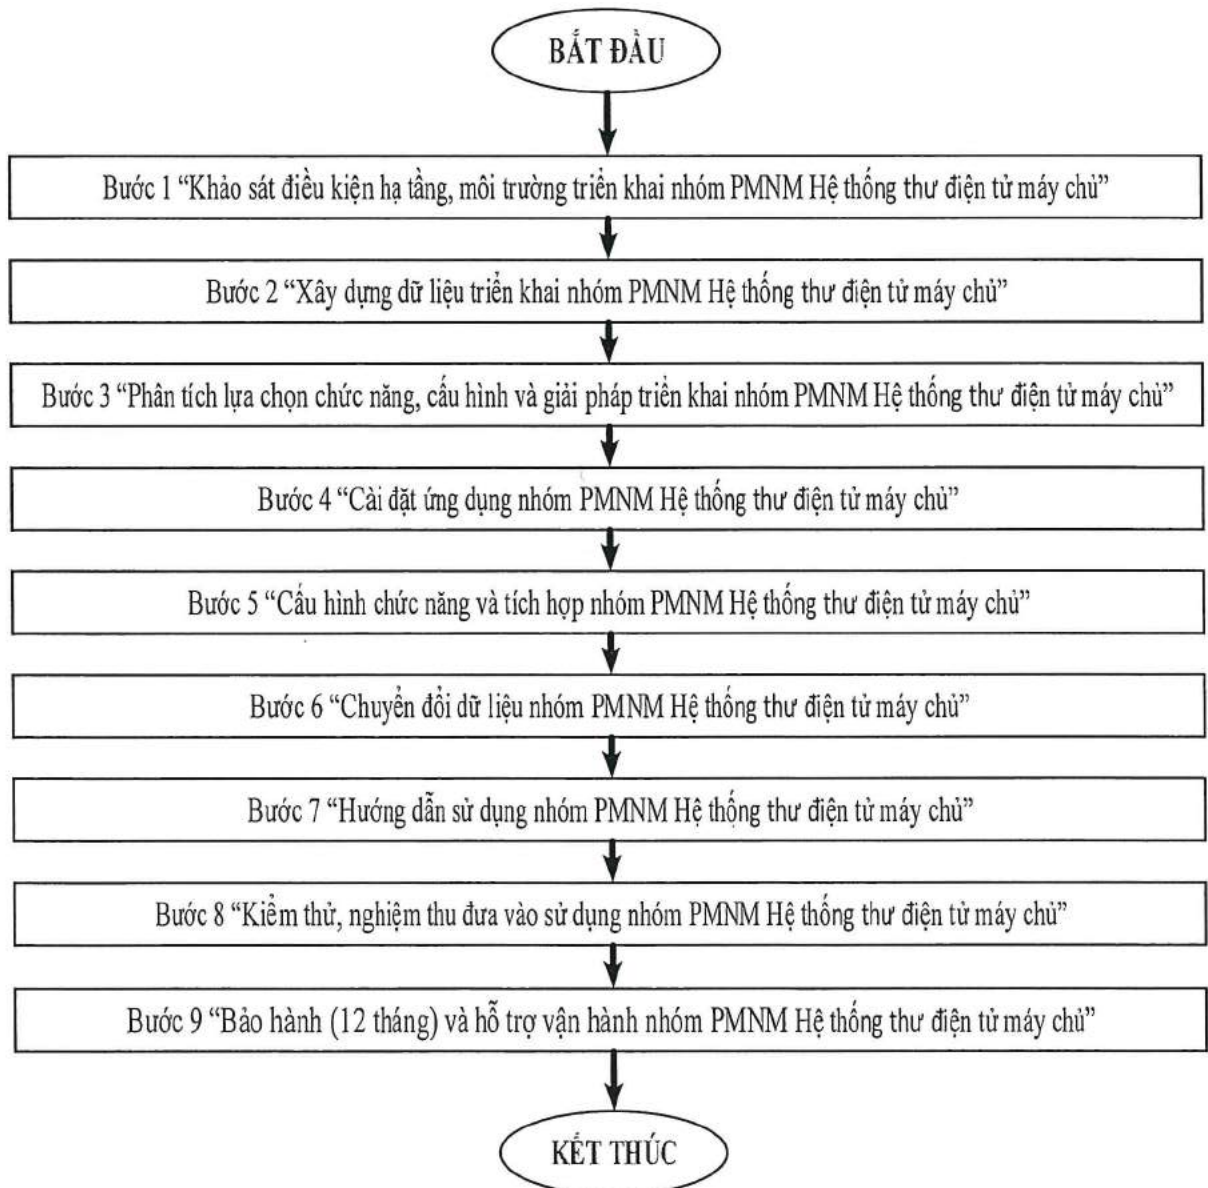 BẮT ĐẦU
Bước 1 “Khảo sát điều kiện hạ tầng, môi trường triển khai nhóm PMNM Hệ thống thư điện tử máy chủ”
Bước 2 “Xây dựng dữ liệu triển khai nhóm PMNM Hệ thống thư điện tử máy chủ”
Bước 3 “Phân tích lựa chọn chức năng, cấu hình và giải pháp triển khai nhóm PMNM Hệ thống thư điện tử máy chủ”
Bước 4 “Cài đặt ứng dụng nhóm PMNM Hệ thống thư điện tử máy chủ”
Bước 5 “Cấu hình chức năng và tích hợp nhóm PMNM Hệ thống thư điện tử máy chủ”
Bước 6 “Chuyển đổi dữ liệu nhóm PMNM Hệ thống thư điện tử máy chủ”
Bước 7 “Hướng dẫn sử dụng nhóm PMNM Hệ thống thư điện tử máy chủ”
Bước 8 “Kiểm thử, nghiệm thu đưa vào sử dụng nhóm PMNM Hệ thống thư điện tử máy chủ”
Bước 9 “Bảo hành (12 tháng) và hỗ trợ vận hành nhóm PMNM Hệ thống thư điện tử máy chủ”
KẾT THÚC